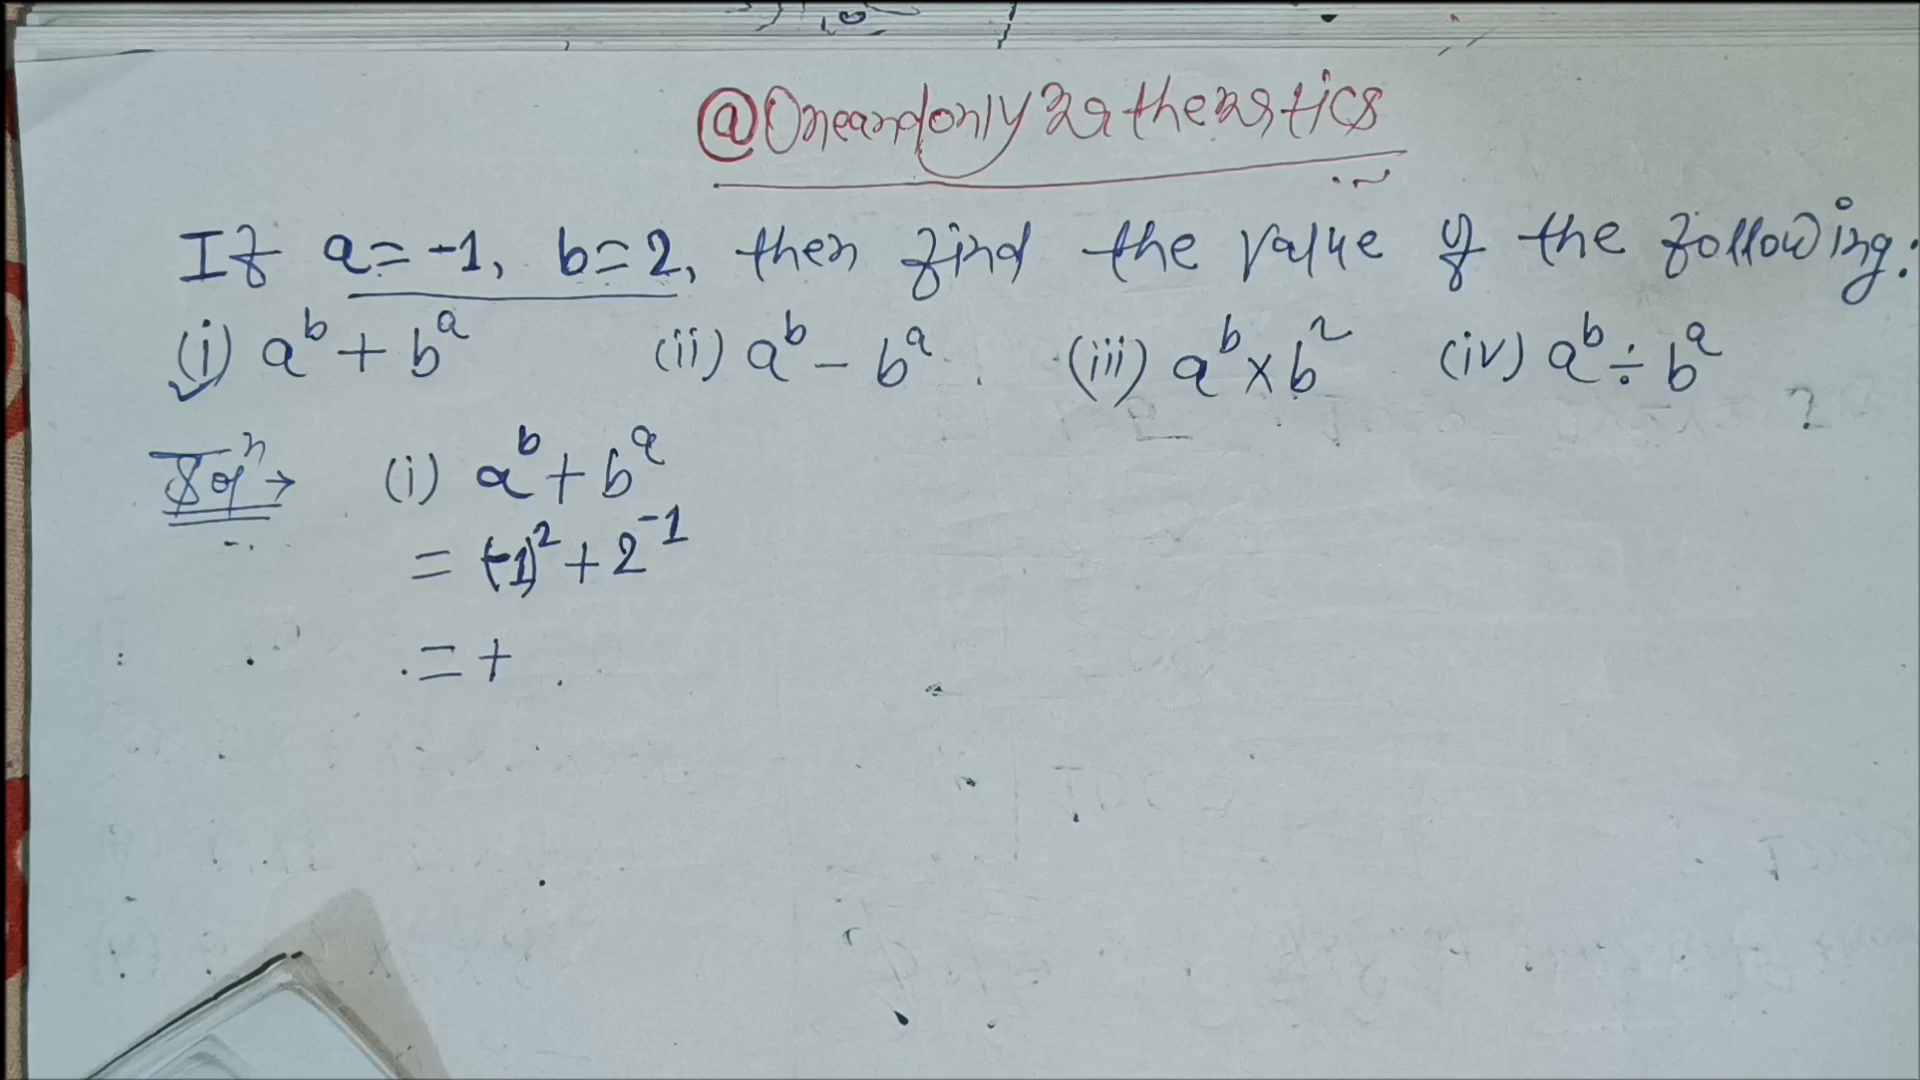 @Oneandonlymathematics
If a=-1, b=2, then find the value of the following:
(i) a^b + b^a (ii) a^b - b^a (iii) a^b × b^2 (iv) a^b ÷ b^a
Sol^n → (i) a^b + b^a
= (-1)^2 + 2^-1
= +